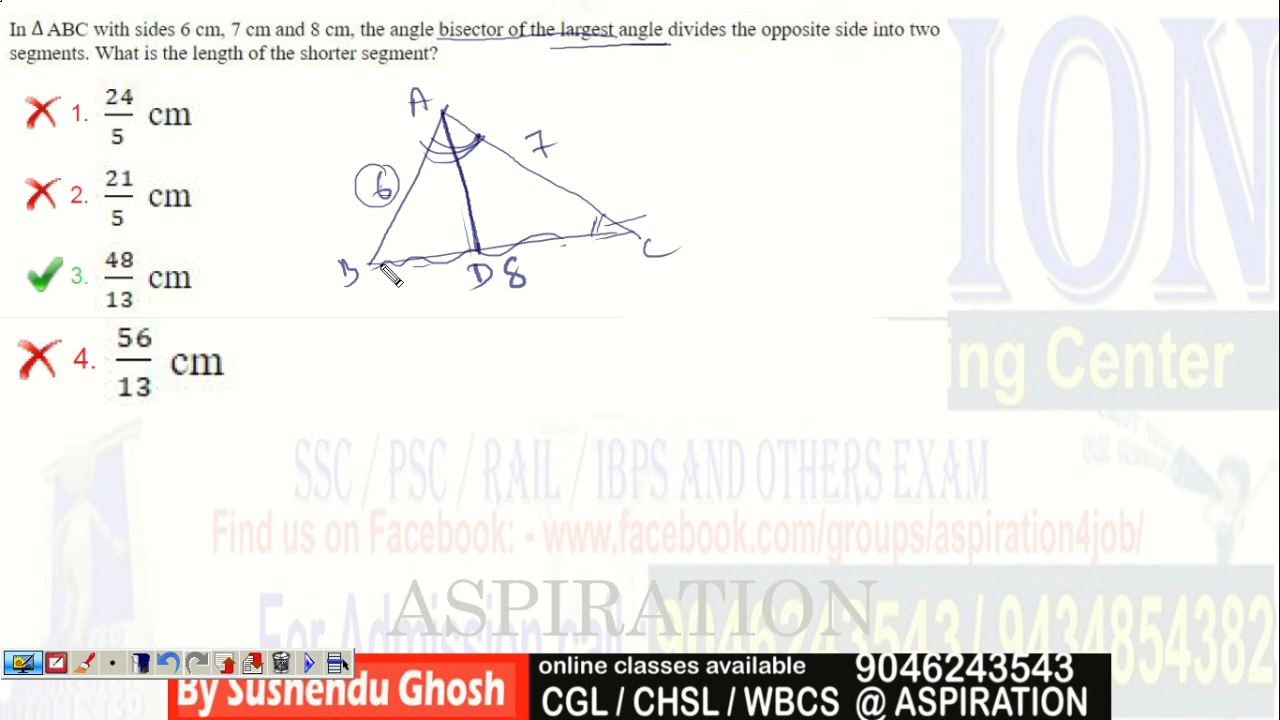 In Δ ABC with sides 6 cm, 7 cm and 8 cm, the angle bisector of the largest angle divides the opposite side into two
segments. What is the length of the shorter segment?
1. 24/5 cm
2. 21/5 cm
3. 48/13 cm
4. 56/13 cm
A
6
7
B
D
8
C
ION
ing Center
SSC / PSC / RAIL / IBPS AND OTHERS EXAM
Find us on Facebook: - www.facebook.com/groups/aspiration4job/
ASPIRATION
By Sushendu Ghosh
online classes available
CGL / CHSL / WBCS
9046243543
@ ASPIRATION